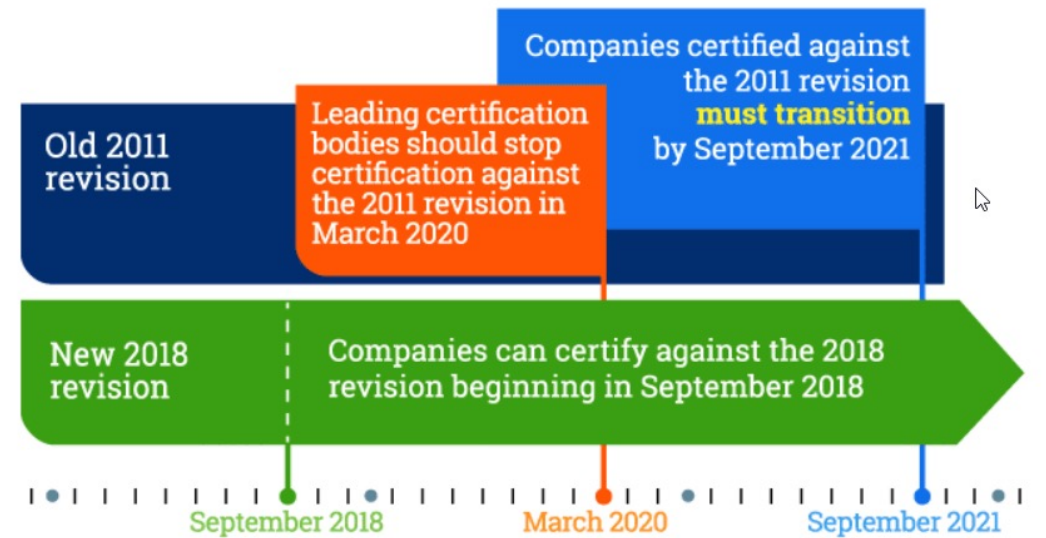 Old 2011
revision
Leading certification
bodies should stop
certification against
the 2011 revision in
March 2020
Companies certified against
the 2011 revision
must transition
by September 2021
New 2018
revision
Companies can certify against the 2018
revision beginning in September 2018
September 2018
March 2020
September 2021